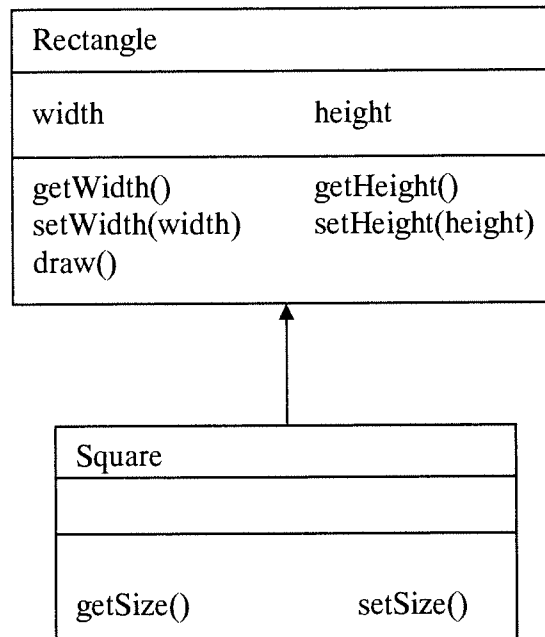 Rectangle
width height
getWidth() getHeight()
setWidth(width) setHeight(height)
draw()
Square
getSize() setSize()